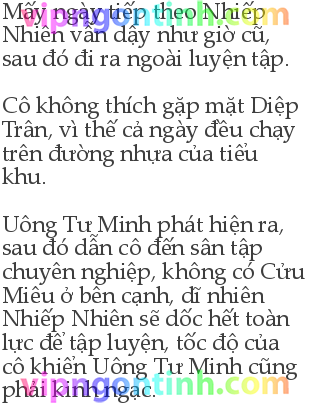 Mấy ngày tiếp theo Nhiếp
Nhiên vẫn dậy như giờ cũ,
sau đó đi ra ngoài luyện tập.
Cô không thích gặp mặt Diệp
Trân, vì thế cả ngày đều chạy
trên đường nhựa của tiểu
khu.
Uông Tư Minh phát hiện ra,
sau đó dẫn cô đến sân tập
chuyên nghiệp, không có Cửu
Miêu ở bên cạnh, dĩ nhiên
Nhiếp Nhiên sẽ dốc hết toàn
lực để tập luyện, tốc độ của
cô khiến Uông Tư Minh cũng
phải kinh ngạc.
vipngontinh.com
vipngontinh.com